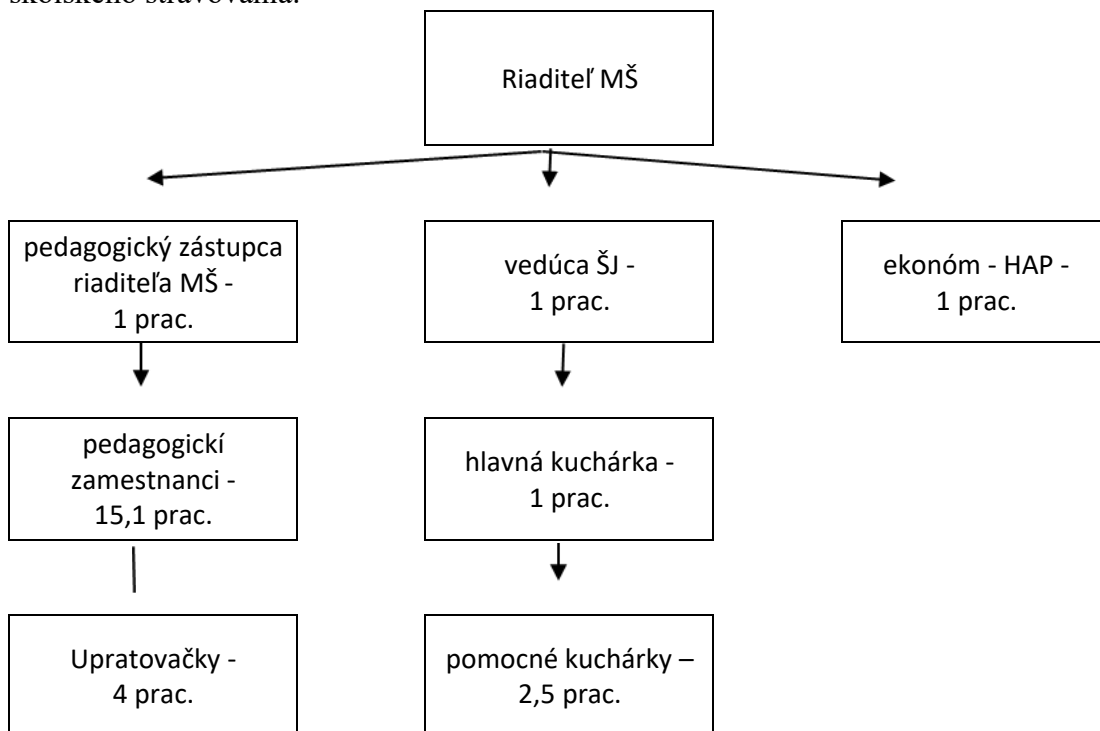 školského stravovania.
Riaditeľ MŠ
pedagogický zástupca
riaditeľa MŠ -
1 prac.
vedúca ŠJ -
1 prac.
ekonóm - HAP -
1 prac.
pedagogickí
zamestnanci -
15,1 prac.
hlavná kuchárka -
1 prac.
Upratovačky -
4 prac.
pomocné kuchárky –
2,5 prac.